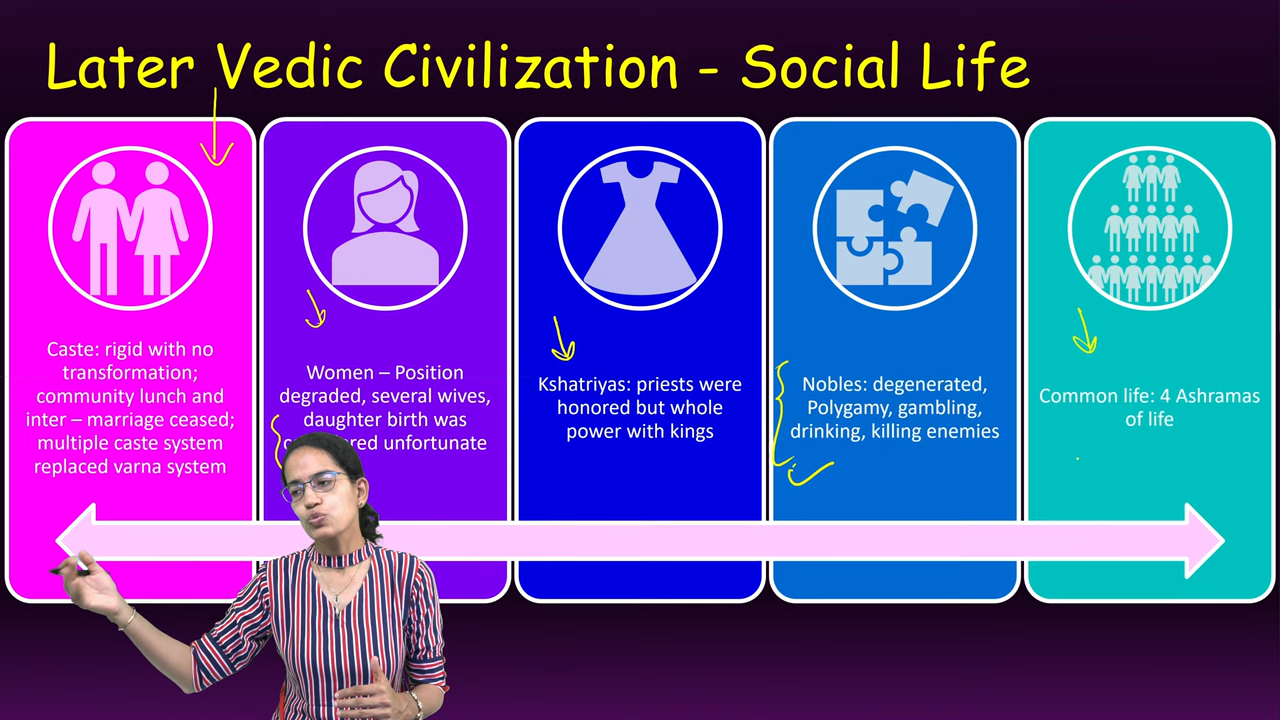 Later Vedic Civilization - Social Life
Caste: rigid with no
transformation;
community lunch and
inter – marriage ceased;
multiple caste system
replaced varna system
Women – Position
degraded, several wives,
daughter birth was
unfortunate
Kshatriyas: priests were
honored but whole
power with kings
Nobles: degenerated,
Polygamy, gambling,
drinking, killing enemies
Common life: 4 Ashramas
of life